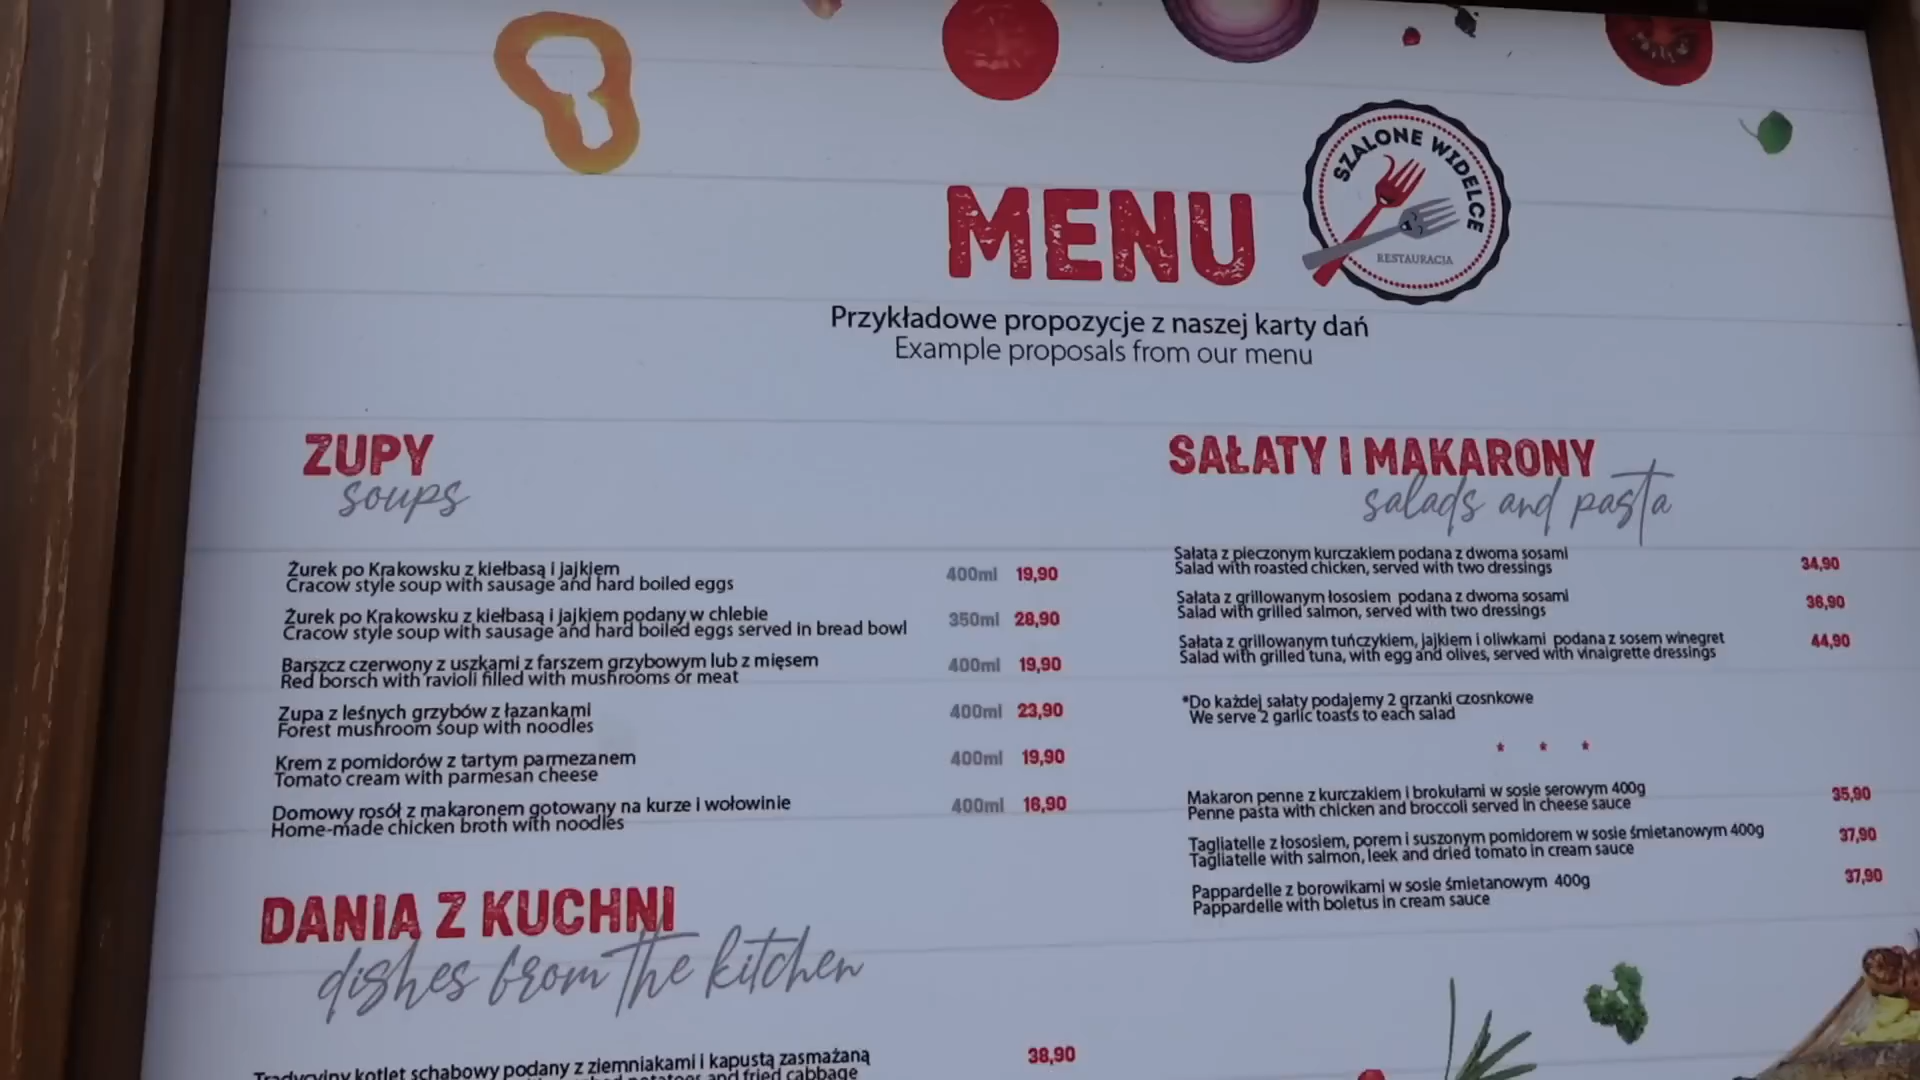 SZALONE WIDELCE
RESTAURACJA
MENU
Przykładowe propozycje z naszej karty dań
Example proposals from our menu
ZUPY
soups
Żurek po Krakowsku z kiełbasą i jajkiem 400ml 19,90
Cracow style soup with sausage and hard boiled eggs
Żurek po Krakowsku z kiełbasą i jajkiem podany w chlebie 350ml 28,90
Cracow style soup with sausage and hard boiled eggs served in bread bowl
Barszcz czerwony z uszkami z farszem grzybowym lub z mięsem 400ml 19,90
Red borsch with ravioli filled with mushrooms or meat
Zupa z leśnych grzybów z łazankami 400ml 23,90
Forest mushroom soup with noodles
Krem z pomidorów z tartym parmezanem 400ml 19,90
Tomato cream with parmesan cheese
Domowy rosół z makaronem gotowany na kurze i wołowinie 400ml 16,90
Home-made chicken broth with noodles
DANIA Z KUCHNI
dishes from the kitchen
Tradycyjny kotlet schabowy podany z ziemniakami i kapustą zasmażaną 38,90
potatoes and fried cabbage
SAŁATY I MAKARONY
salads and pasta
Sałata z pieczonym kurczakiem podana z dwoma sosami 34,90
Salad with roasted chicken, served with two dressings
Sałata z grillowanym łososiem podana z dwoma sosami 36,90
Salad with grilled salmon, served with two dressings
Sałata z grillowanym tuńczykiem, jajkiem i oliwkami podana z sosem winegret 44,90
Salad with grilled tuna, with egg and olives, served with vinaigrette dressings
*Do każdej sałaty podajemy 2 grzanki czosnkowe
We serve 2 garlic toasts to each salad
* * *
Makaron penne z kurczakiem i brokułami w sosie serowym 400g 35,90
Penne pasta with chicken and broccoli served in cheese sauce
Tagliatelle z łososiem, porem i suszonym pomidorem w sosie śmietanowym 400g 37,90
Tagliatelle with salmon, leek and dried tomato in cream sauce
Pappardelle z borowikami w sosie śmietanowym 400g 37,90
Pappardelle with boletus in cream sauce